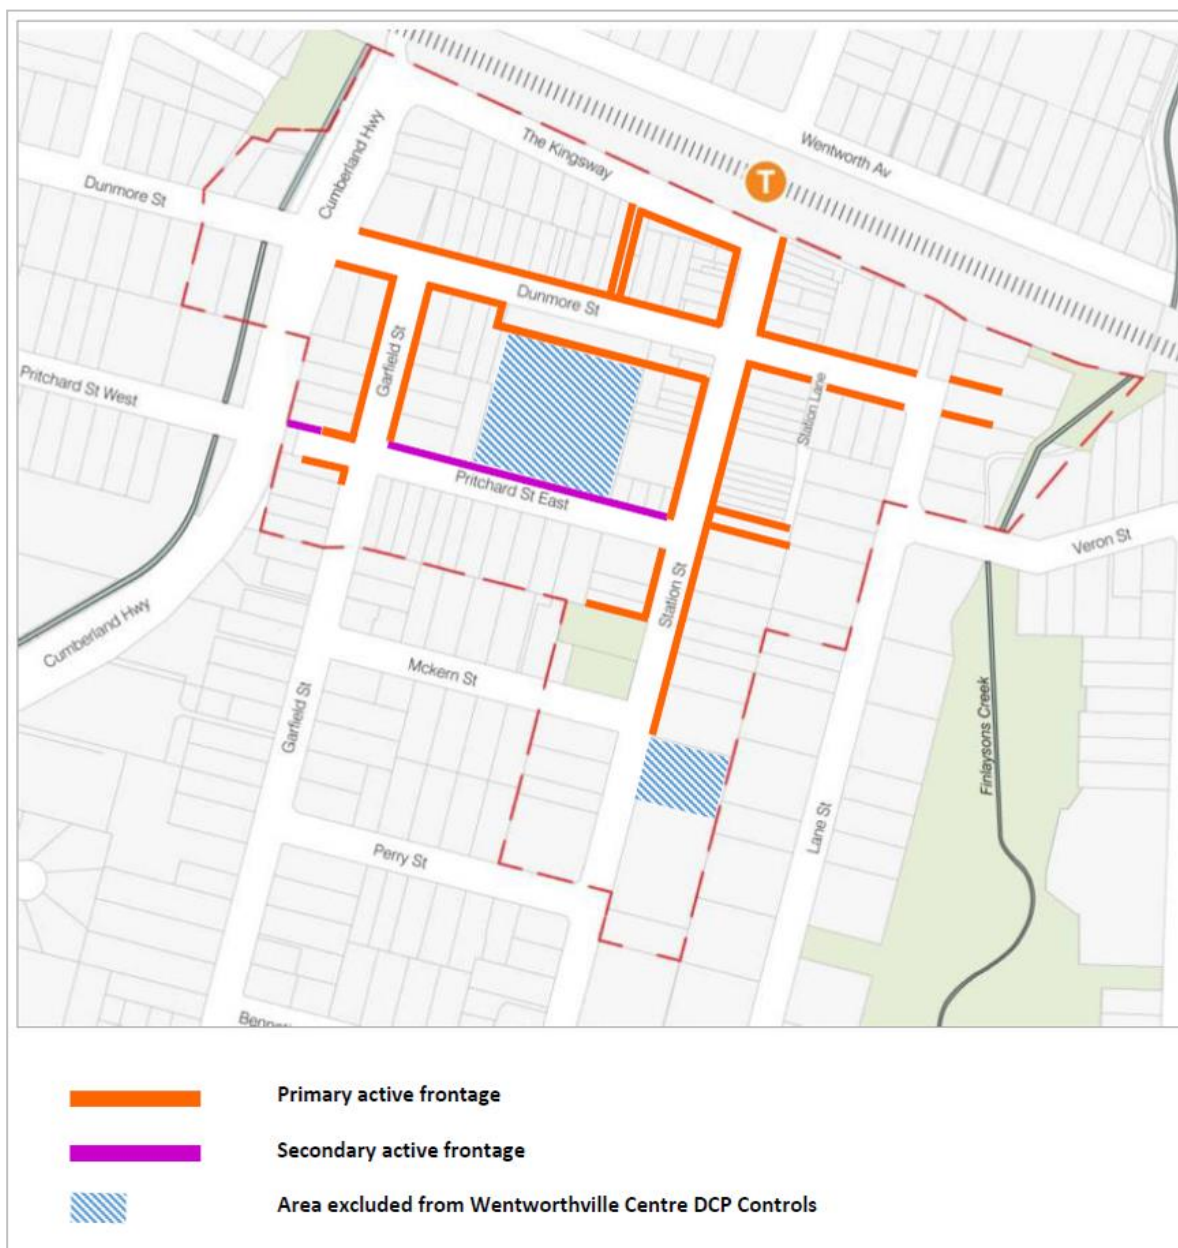 Wentworth Av
The Kingsway
T
Cumberland Hwy
Dunmore St
Dunmore St
Garfield St
Pritchard St West
Station Lane
Pritchard St East
Veron St
Station St
Cumberland Hwy
Mckern St
Garfield St
Finlaysons Creek
Lane St
Perry St
Primary active frontage
Secondary active frontage
Area excluded from Wentworthville Centre DCP Controls